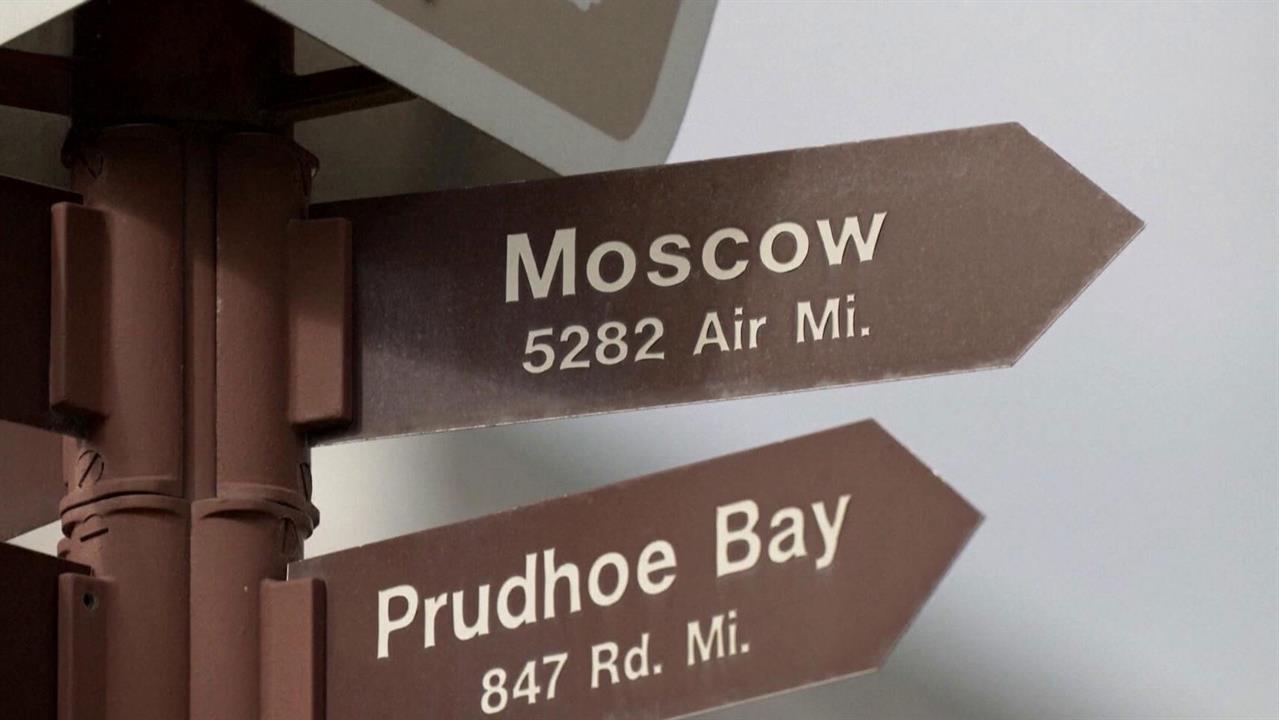 Moscow
5282 Air Mi.
Prudhoe Bay
847 Rd. Mi.